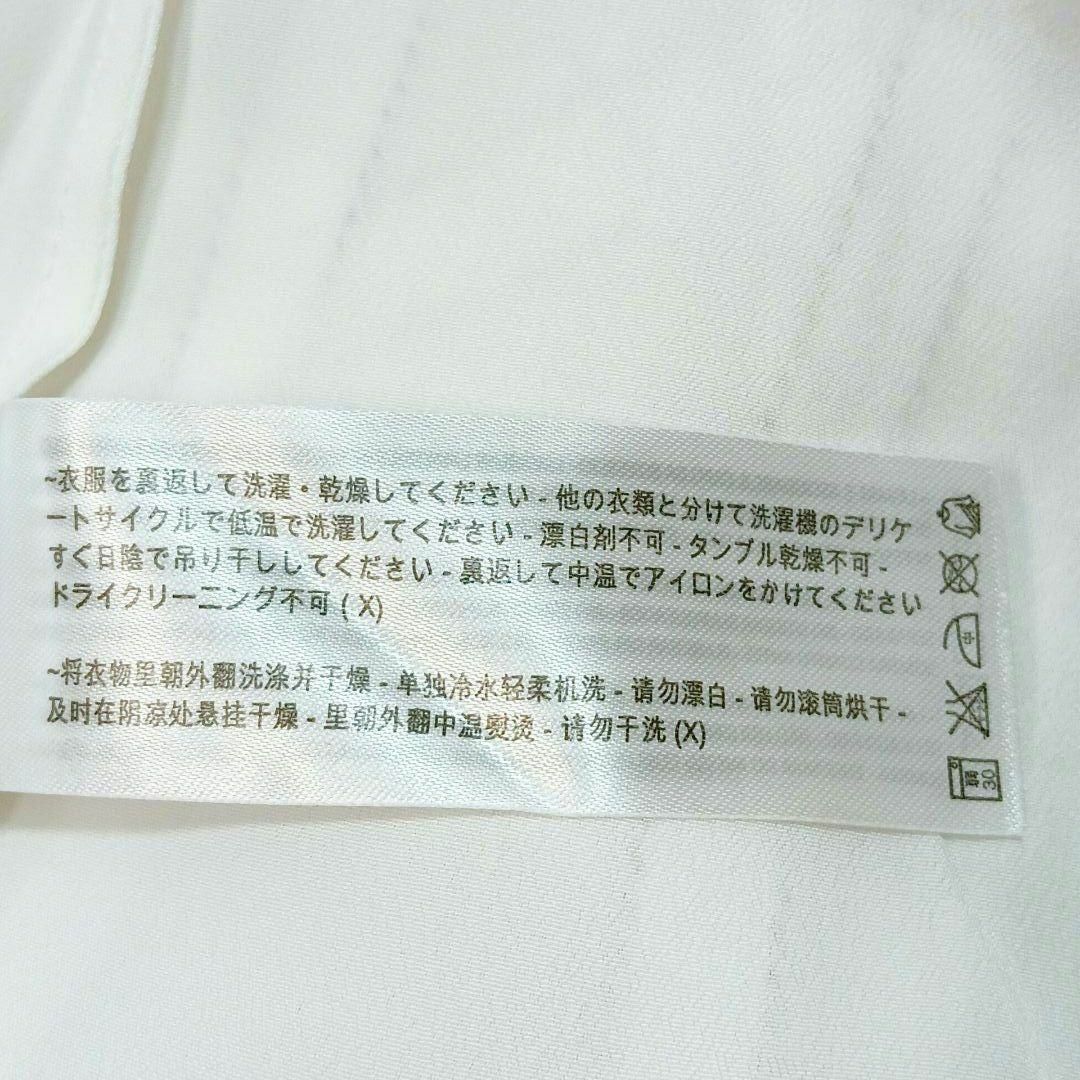 ~衣服を裏返して洗濯・乾燥してください - 他の衣類と分けて洗濯機のデリケ
ートサイクルで低温で洗濯してください - 漂白剤不可 - タンブル乾燥不可 -
すぐ日陰で吊り干ししてください - 裏返して中温でアイロンをかけてください
ドライクリーニング不可 ( X)
~将衣物里朝外翻洗涤并干燥 - 单独冷水轻柔机洗 - 请勿漂白 - 请勿滚筒烘干 -
及时在阴凉处悬挂干燥 - 里朝外翻中温熨烫 - 请勿干洗 (X)
中
弱
30